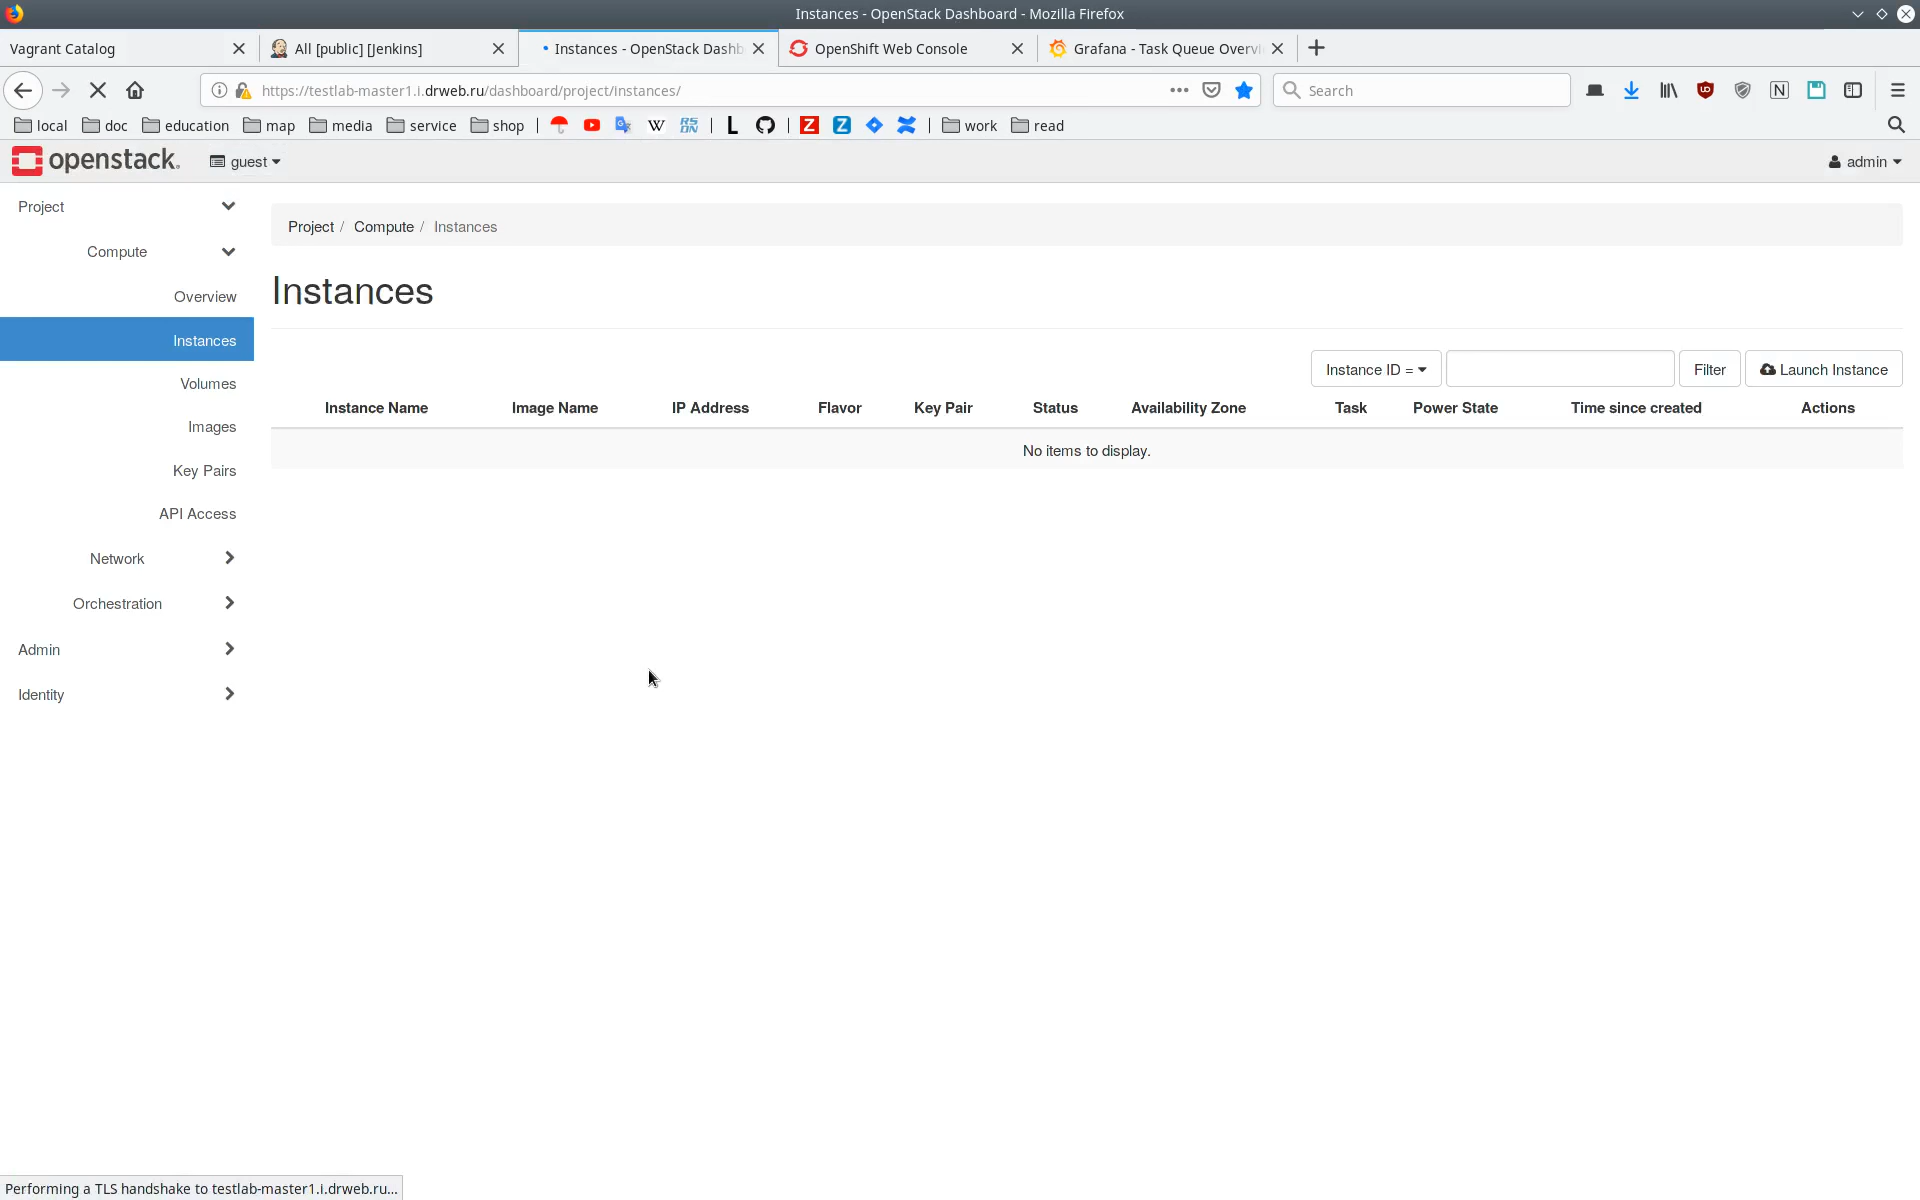 Instances - OpenStack Dashboard - Mozilla Firefox
Vagrant Catalog
All [public] [Jenkins]
Instances - OpenStack Dashb
OpenShift Web Console
Grafana - Task Queue Overvi
https://testlab-master1.i.drweb.ru/dashboard/project/instances/
Search
local doc education map media service shop work read
openstack. guest admin
Project
Compute
Overview
Instances
Volumes
Images
Key Pairs
API Access
Network
Orchestration
Admin
Identity
Project / Compute / Instances
Instances
Instance ID = Filter Launch Instance
Instance Name Image Name IP Address Flavor Key Pair Status Availability Zone Task Power State Time since created Actions
No items to display.
Performing a TLS handshake to testlab-master1.i.drweb.ru...